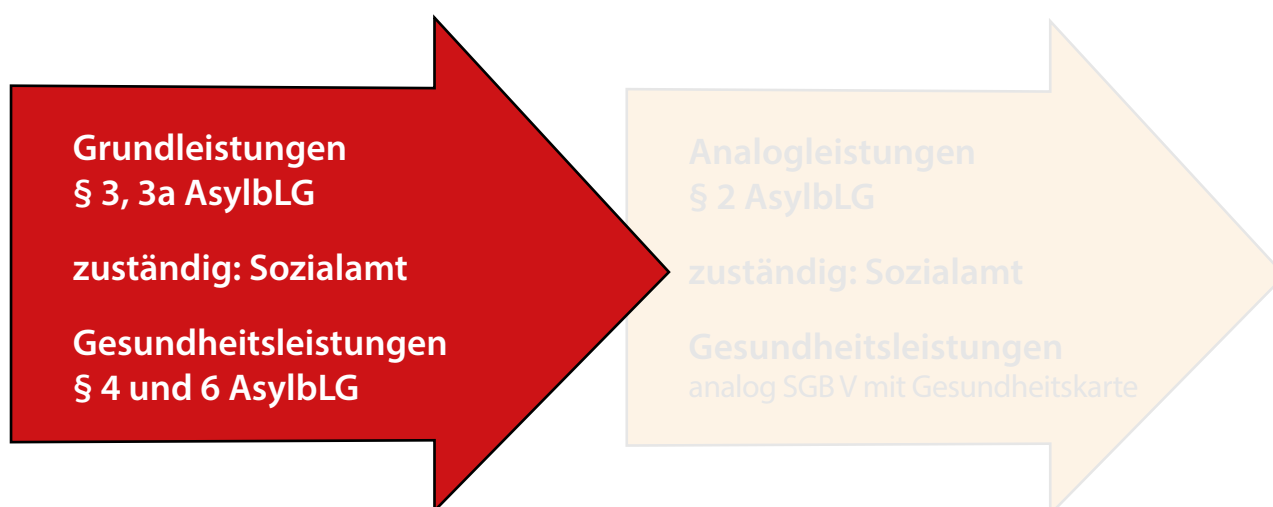 Grundleistungen
§ 3, 3a AsylbLG
zuständig: Sozialamt
Gesundheitsleistungen
§ 4 und 6 AsylbLG
Analogleistungen
§ 2 AsylbLG
zuständig: Sozialamt
Gesundheitsleistungen
analog SGB V mit Gesundheitskarte